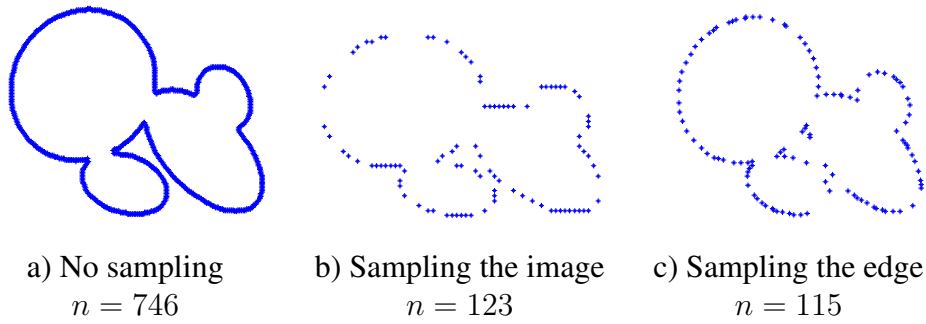 a) No sampling
n = 746
b) Sampling the image
n = 123
c) Sampling the edge
n = 115